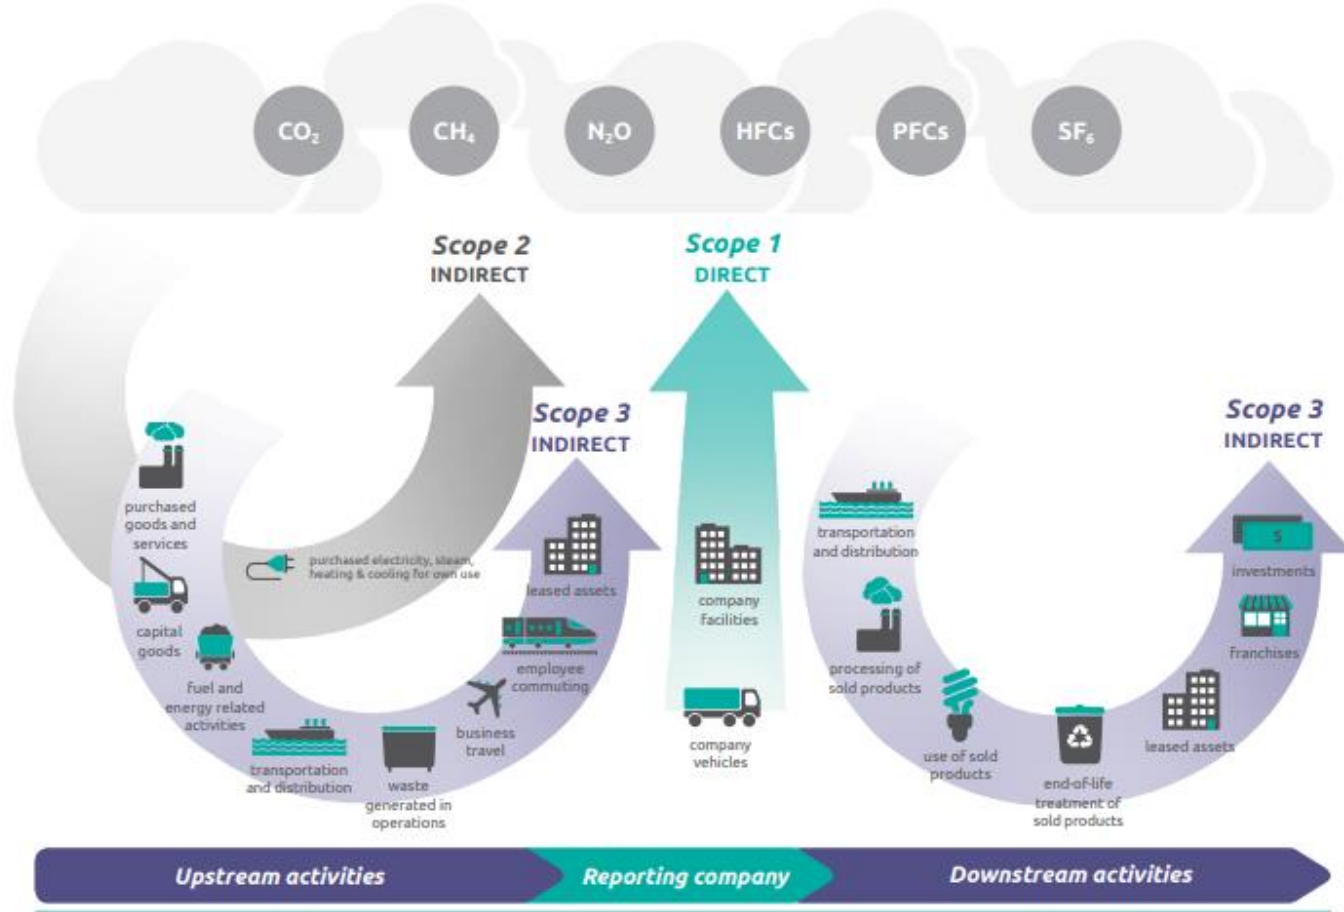 CO₂
CH₄
N₂O
HFCs
PFCs
SF₆
Scope 2
INDIRECT
Scope 1
DIRECT
Scope 3
INDIRECT
Scope 3
INDIRECT
purchased
goods and
services
capital
goods
fuel and
energy related
activities
purchased electricity, steam,
heating & cooling for own use
transportation
and distribution
waste
generated in
operations
business
travel
employee
commuting
leased assets
company
facilities
company
vehicles
transportation
and distribution
processing of
sold products
use of sold
products
end-of-life
treatment of
sold products
leased assets
franchises
$
investments
Upstream activities
Reporting company
Downstream activities